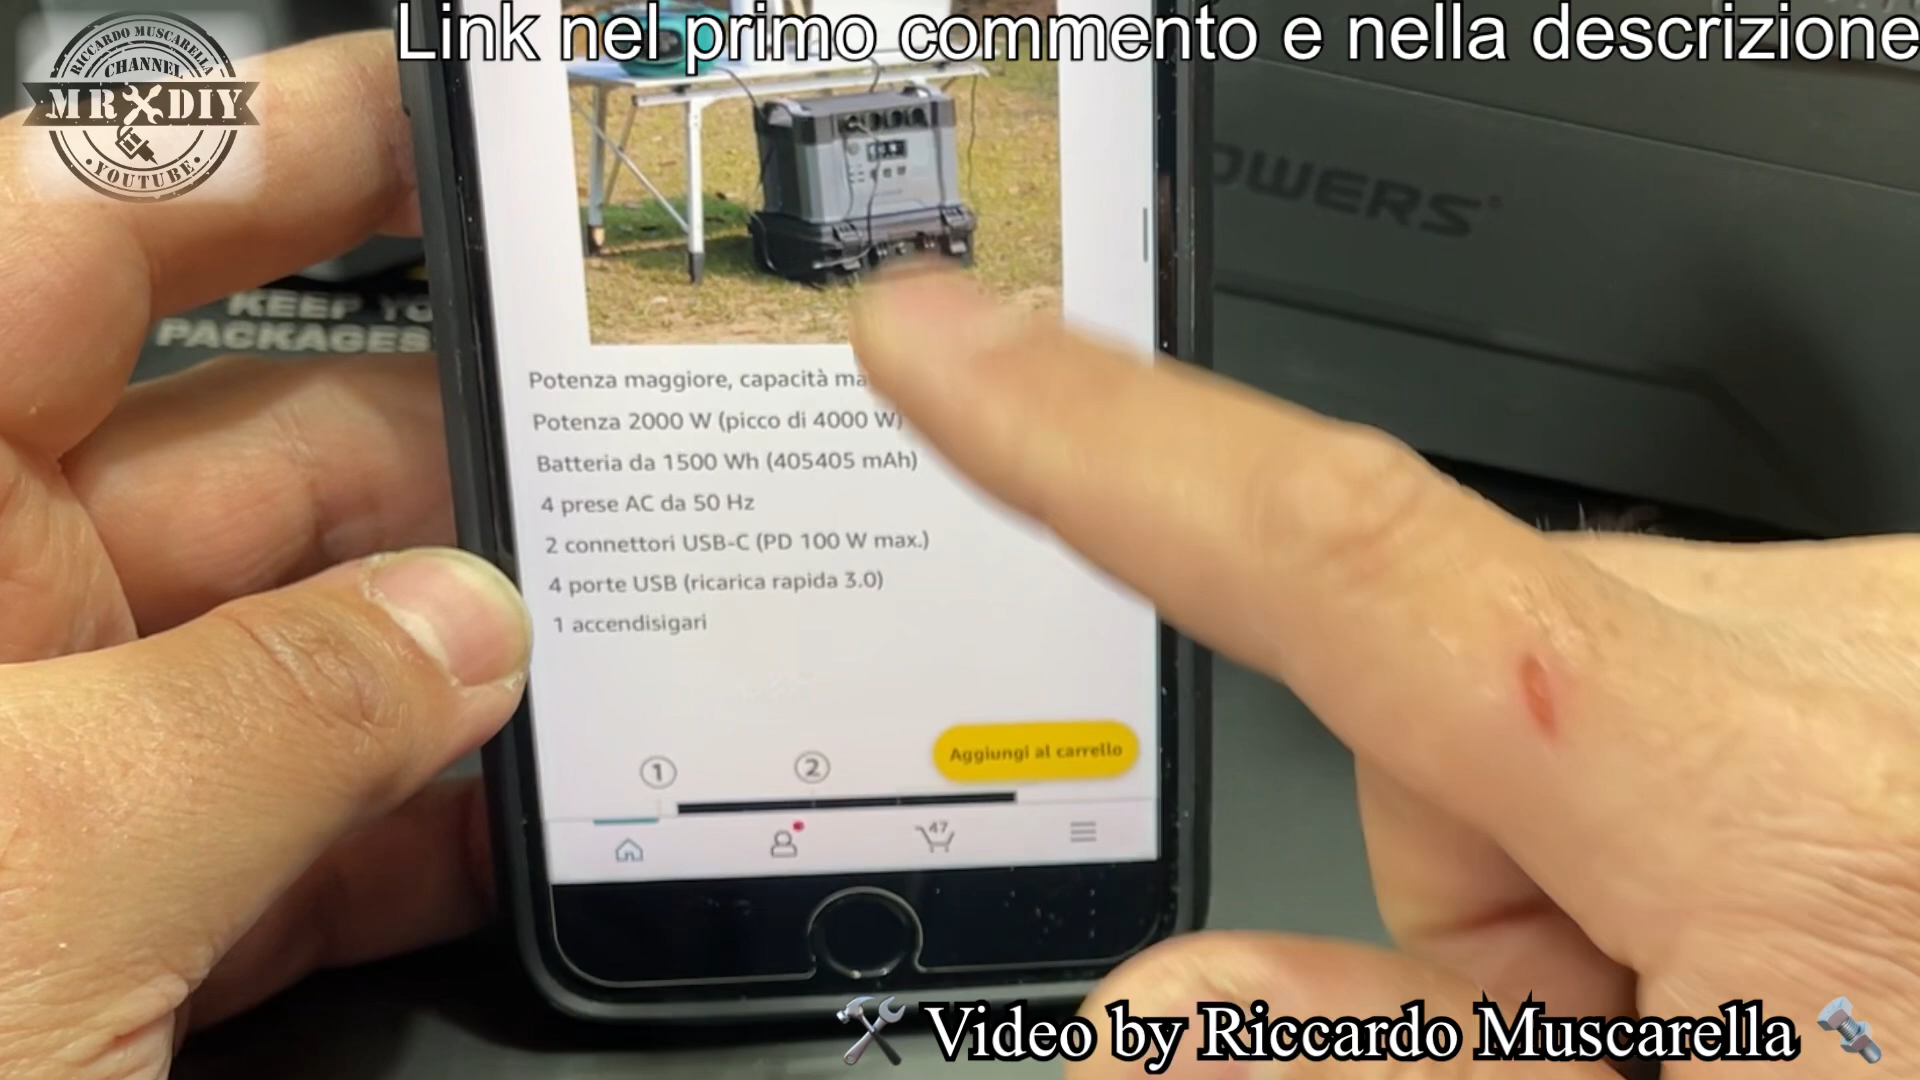 Link nel primo commento e nella descrizione
RICCARDO MUSCARELLA
CHANNEL
MR DIY
YOUTUBE
OWERS
KEEP YO
PACKAGES
Potenza maggiore, capacità ma
Potenza 2000 W (picco di 4000 W)
Batteria da 1500 Wh (405405 mAh)
4 prese AC da 50 Hz
2 connettori USB-C (PD 100 W max.)
4 porte USB (ricarica rapida 3.0)
1 accendisigari
Aggiungi al carrello
1 2
47
Video by Riccardo Muscarella